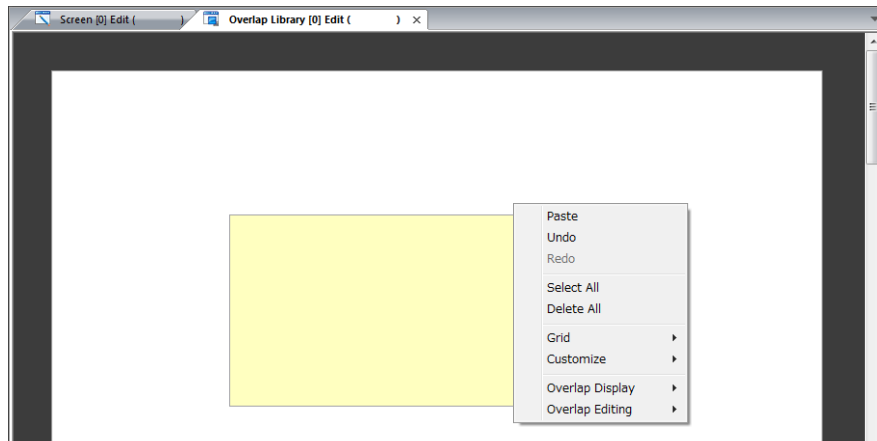 Screen [0] Edit (        )
Overlap Library [0] Edit (        )
Paste
Undo
Redo
Select All
Delete All
Grid
Customize
Overlap Display
Overlap Editing